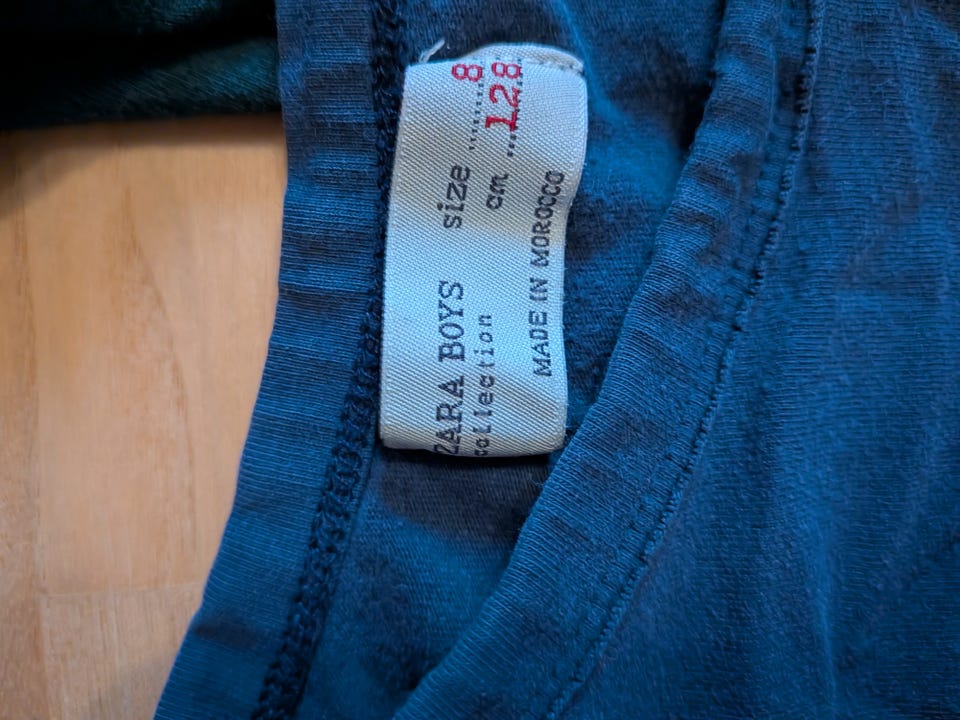 ZARA BOYS size 8
collection cm 128
MADE IN MOROCCO